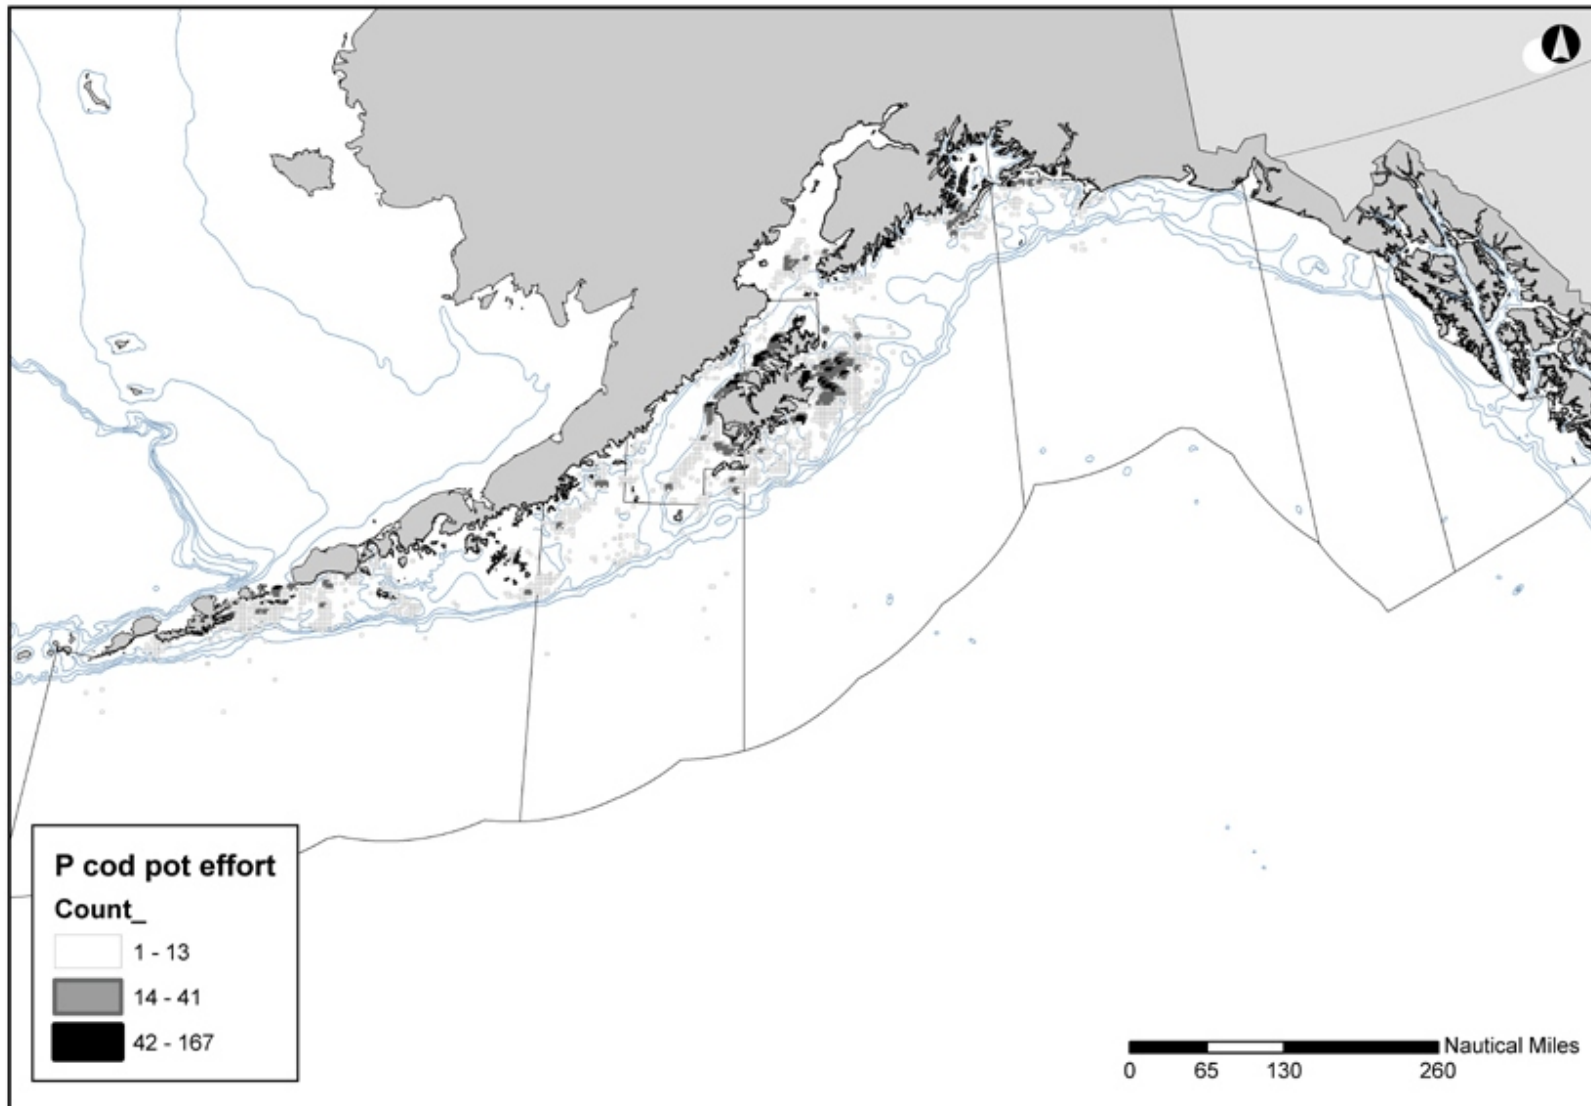 P cod pot effort
Count_
1 - 13
14 - 41
42 - 167
Nautical Miles
0 65 130 260